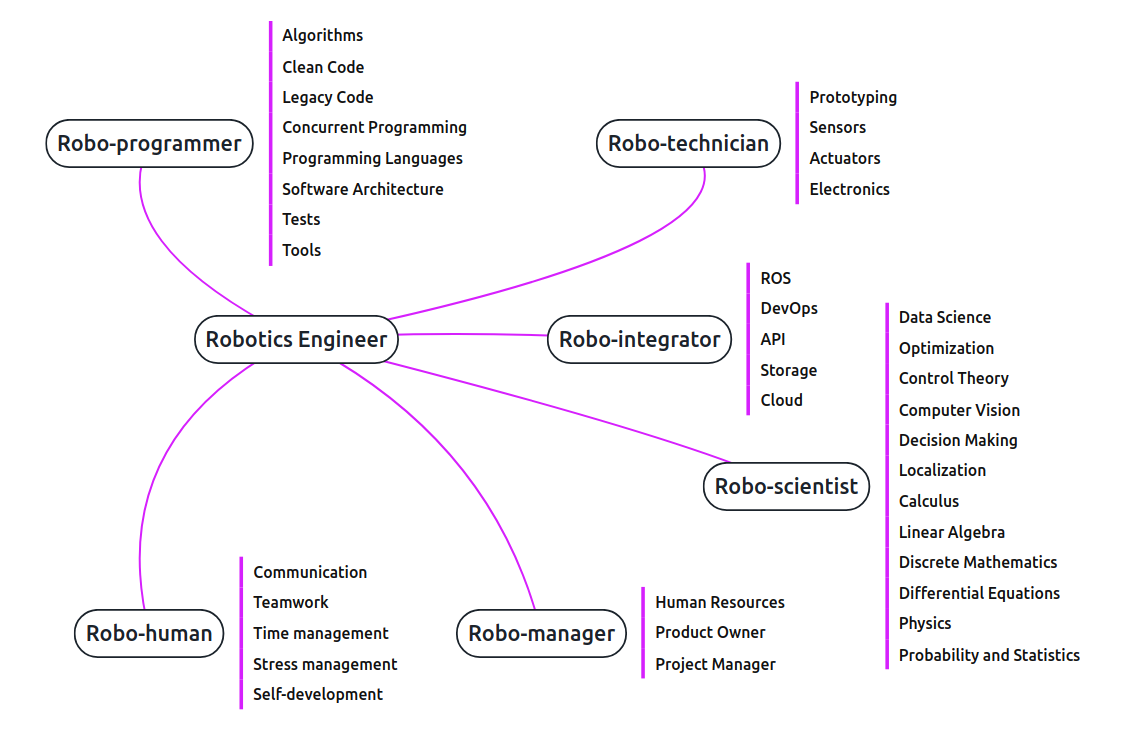 Robo-programmer
Algorithms
Clean Code
Legacy Code
Concurrent Programming
Programming Languages
Software Architecture
Tests
Tools
Robo-technician
Prototyping
Sensors
Actuators
Electronics
Robotics Engineer
Robo-integrator
ROS
DevOps
API
Storage
Cloud
Robo-scientist
Data Science
Optimization
Control Theory
Computer Vision
Decision Making
Localization
Calculus
Linear Algebra
Discrete Mathematics
Differential Equations
Physics
Probability and Statistics
Robo-human
Communication
Teamwork
Time management
Stress management
Self-development
Robo-manager
Human Resources
Product Owner
Project Manager